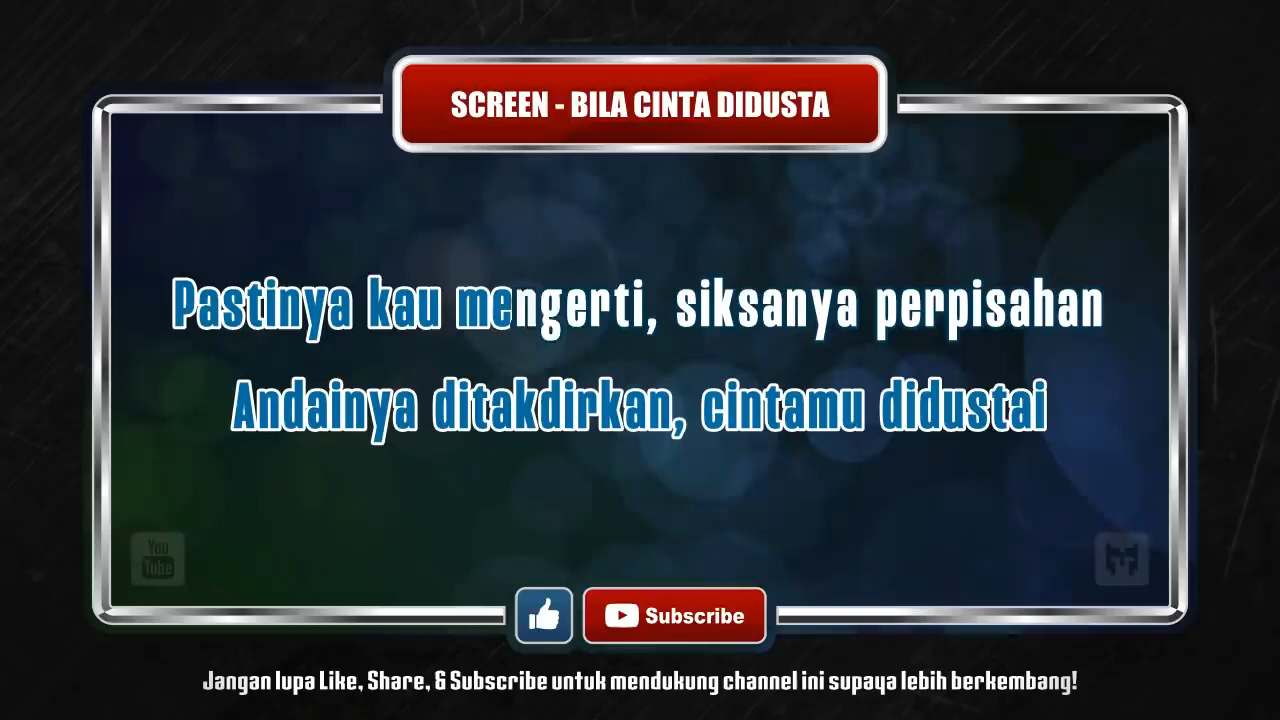 SCREEN - BILA CINTA DIDUSTA
Pastinya kau mengerti, siksanya perpisahan
Andainya ditakdirkan, cintamu didustai
You
Tube
Subscribe
Jangan lupa Like, Share, & Subscribe untuk mendukung channel ini supaya lebih berkembang!